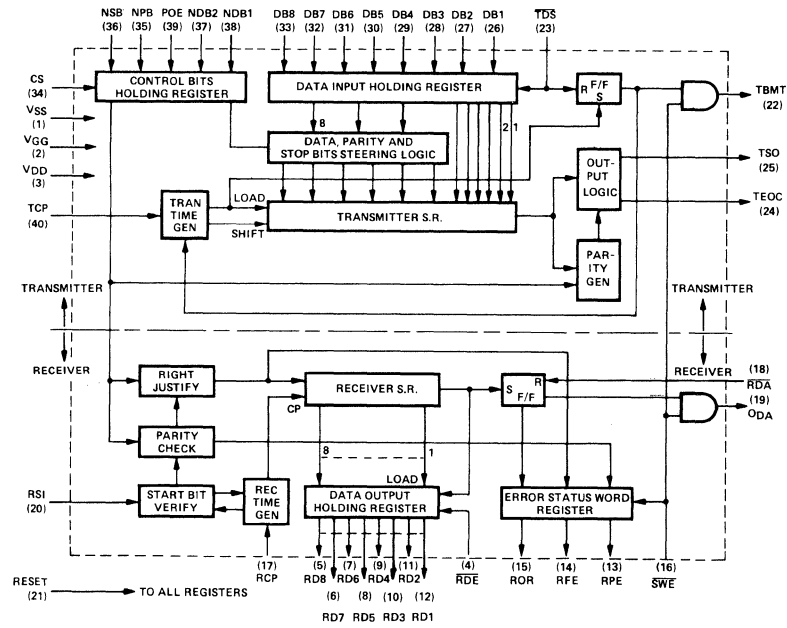 NSB NPB POE NDB2 NDB1 DB8 DB7 DB6 DB5 DB4 DB3 DB2 DB1 TDS
(36) (35) (39) (37) (38) (33) (32) (31) (30) (29) (28) (27) (26) (23)
CS
(34)
CONTROL BITS
HOLDING REGISTER
DATA INPUT HOLDING REGISTER
R F/F
S
TBMT
(22)
VSS
(1)
VGG
(2)
VDD
(3)
8
2 1
DATA, PARITY AND
STOP BITS STEERING LOGIC
OUT-
PUT
LOGIC
TSO
(25)
TEOC
(24)
TCP
(40)
TRAN
TIME
GEN
LOAD
SHIFT
TRANSMITTER S.R.
PAR-
ITY
GEN
TRANSMITTER
RECEIVER
TRANSMITTER
RECEIVER
(18)
RDA
(19)
ODA
RIGHT
JUSTIFY
RECEIVER S.R.
CP
S R
F/F
PARITY
CHECK
8
1
LOAD
RSI
(20)
START BIT
VERIFY
REC
TIME
GEN
DATA OUTPUT
HOLDING REGISTER
ERROR STATUS WORD
REGISTER
(17)
RCP
(5) (7) (9) (11) (4) (15) (14) (13) (16)
RD8 RD6 RD4 RD2 RDE ROR RFE RPE SWE
(6) (8) (10) (12)
RD7 RD5 RD3 RD1
RESET
(21)
TO ALL REGISTERS